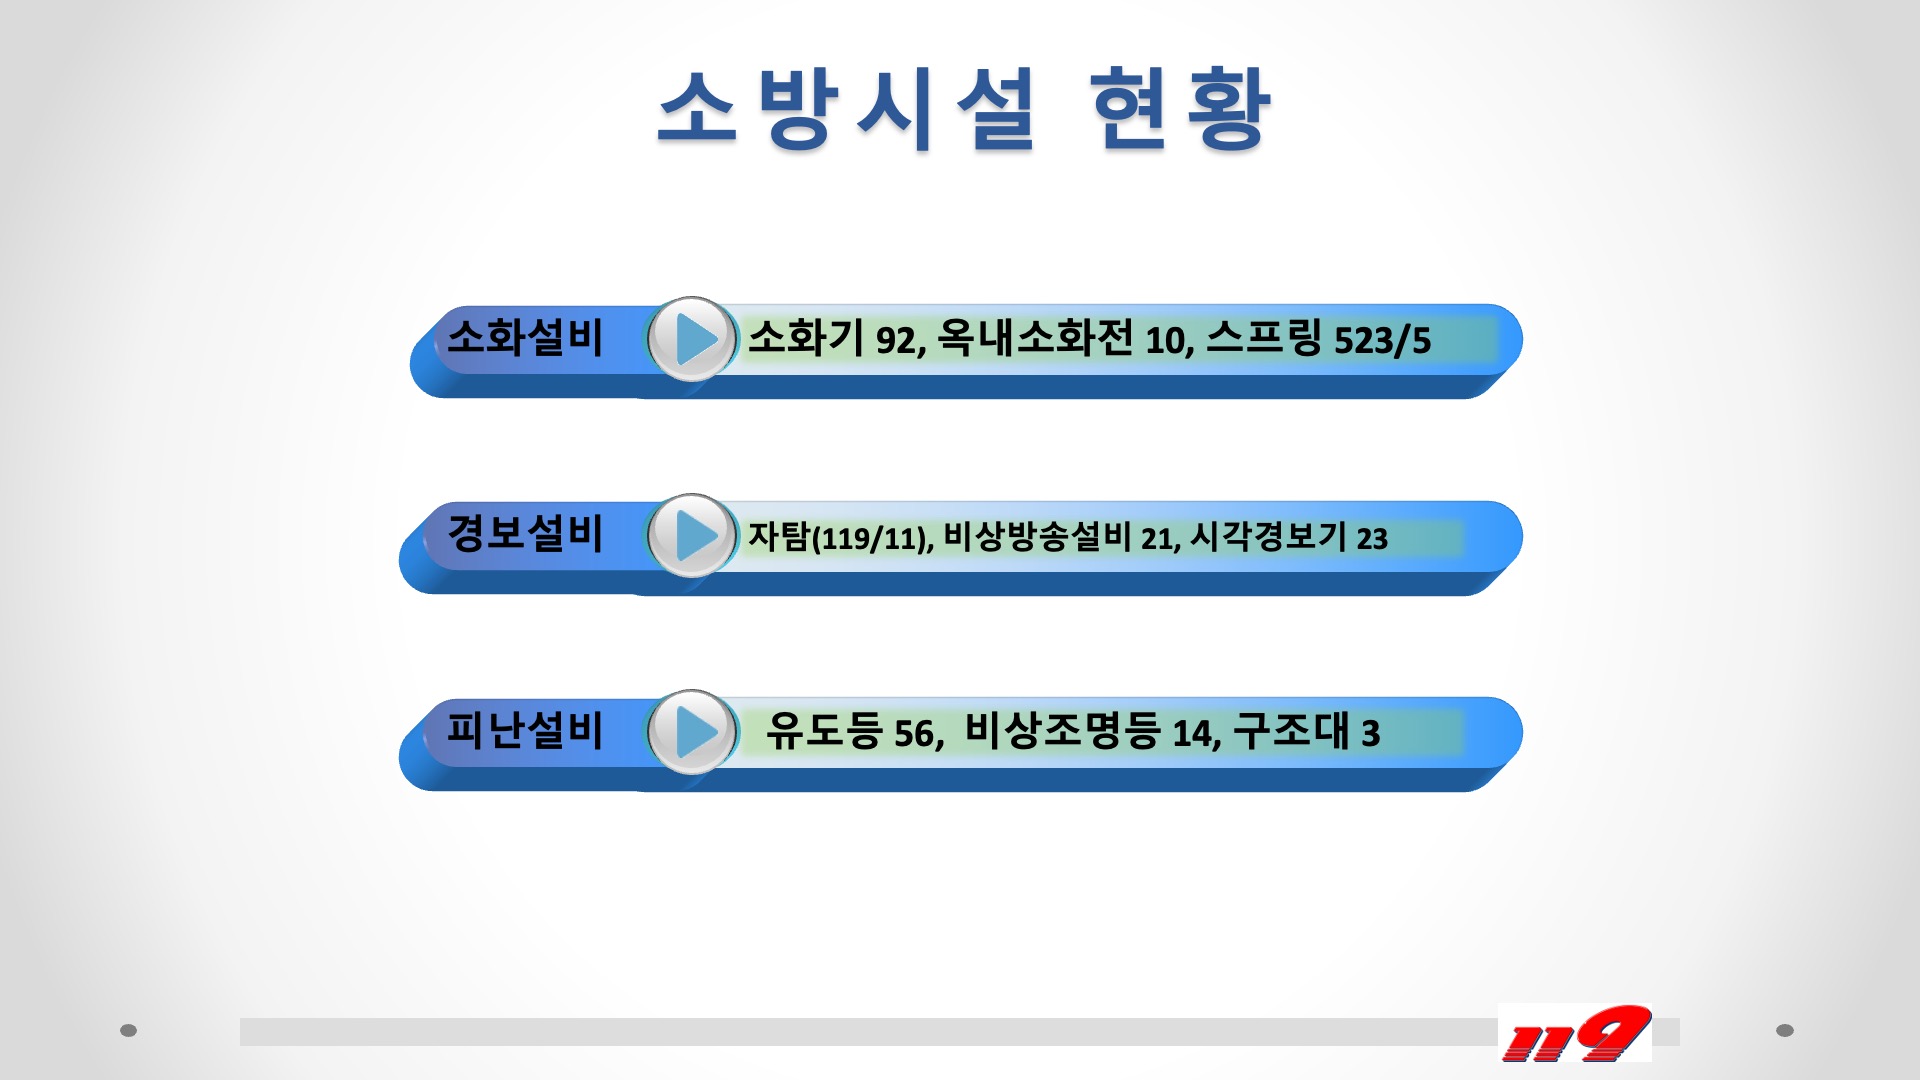 소방시설 현황
소화설비 소화기 92, 옥내소화전 10, 스프링 523/5
경보설비 자탐(119/11), 비상방송설비 21, 시각경보기 23
피난설비 유도등 56, 비상조명등 14, 구조대 3
119